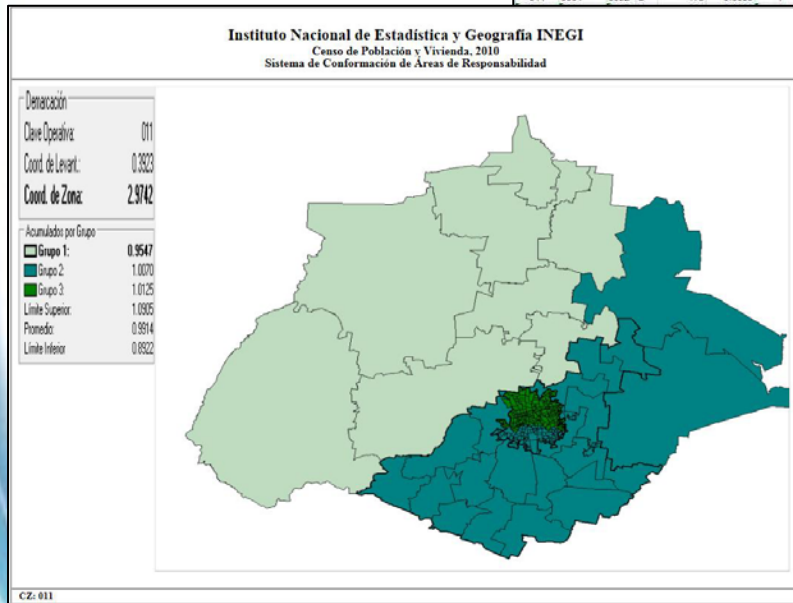 Instituto Nacional de Estadística y Geografía INEGI
Censo de Población y Vivienda, 2010
Sistema de Conformación de Áreas de Responsabilidad
Demarcación
Clave Operativa: 011
Coord. de Levant.: 0.3923
Coord. de Zona: 2.9742
Acumulados por Grupo
Grupo 1: 0.9547
Grupo 2: 1.0070
Grupo 3: 1.0125
Límite Superior: 1.0905
Promedio: 0.9914
Límite Inferior 0.8922
CZ: 011